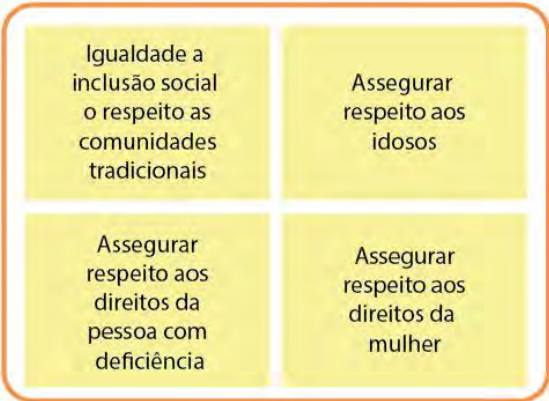 Igualdade a
inclusão social
o respeito as
comunidades
tradicionais
Assegurar
respeito aos
idosos
Assegurar
respeito aos
direitos da
pessoa com
deficiência
Assegurar
respeito aos
direitos da
mulher